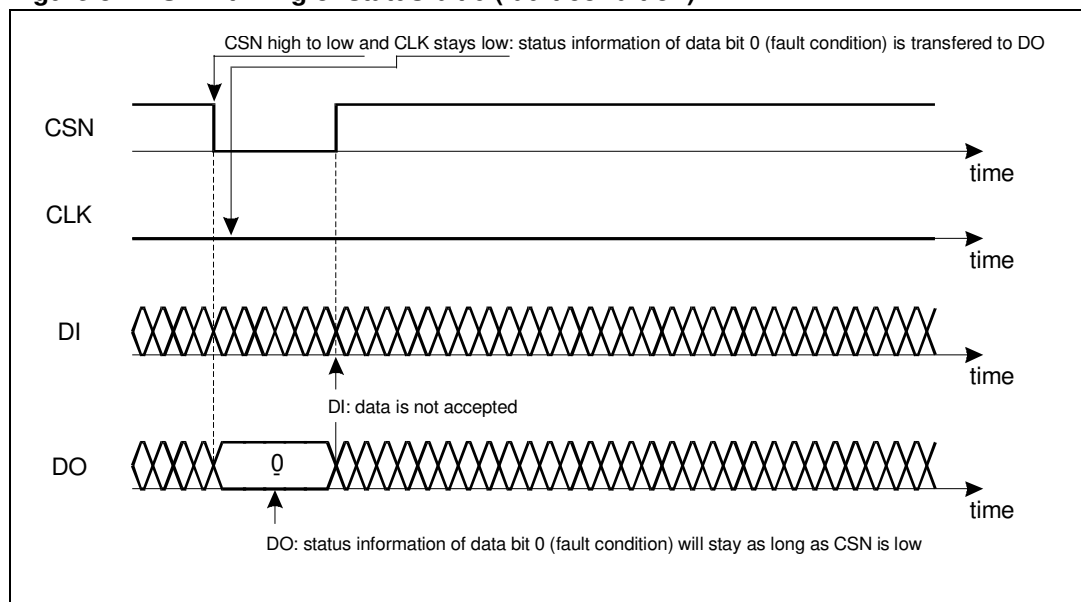 CSN high to low and CLK stays low: status information of data bit 0 (fault condition) is transfered to DO
CSN
time
CLK
time
DI
time
DI: data is not accepted
DO
0
time
DO: status information of data bit 0 (fault condition) will stay as long as CSN is low